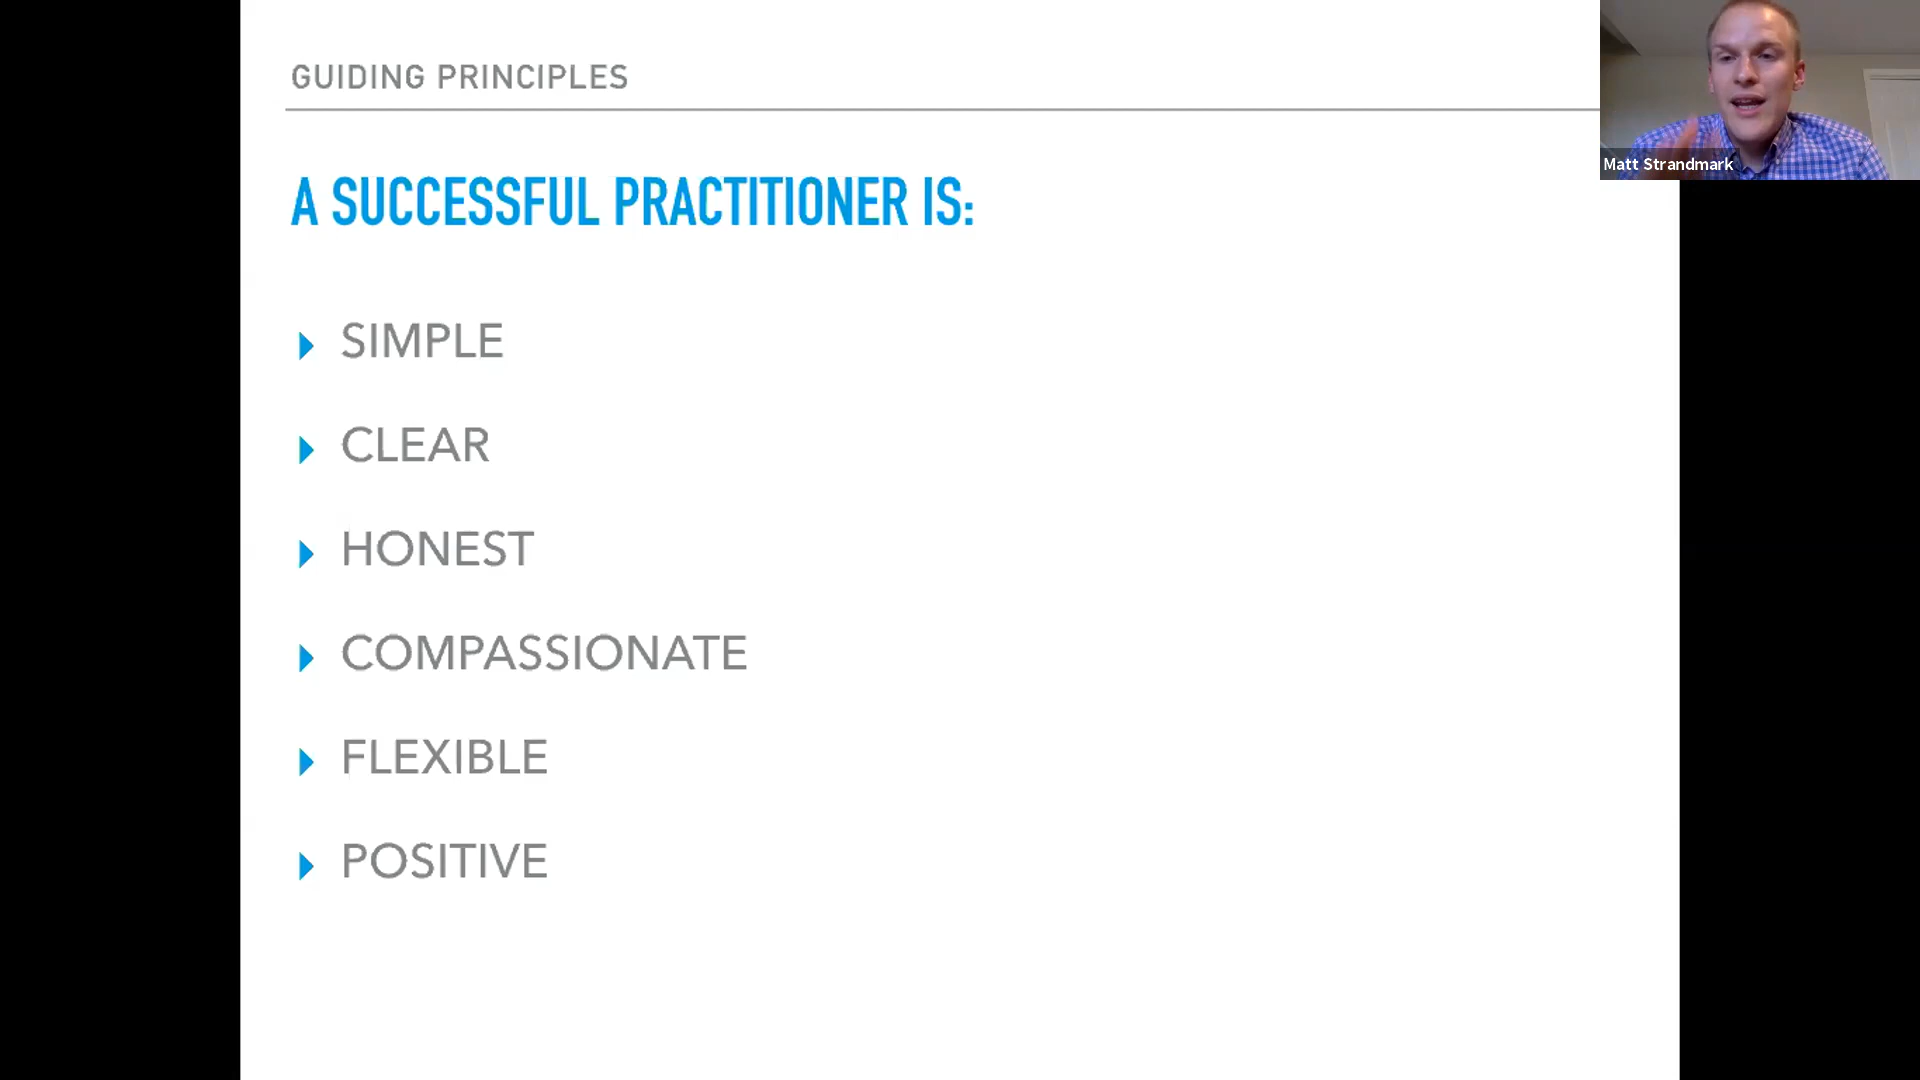 GUIDING PRINCIPLES
Matt Strandmark
A SUCCESSFUL PRACTITIONER IS:
SIMPLE
CLEAR
HONEST
COMPASSIONATE
FLEXIBLE
POSITIVE